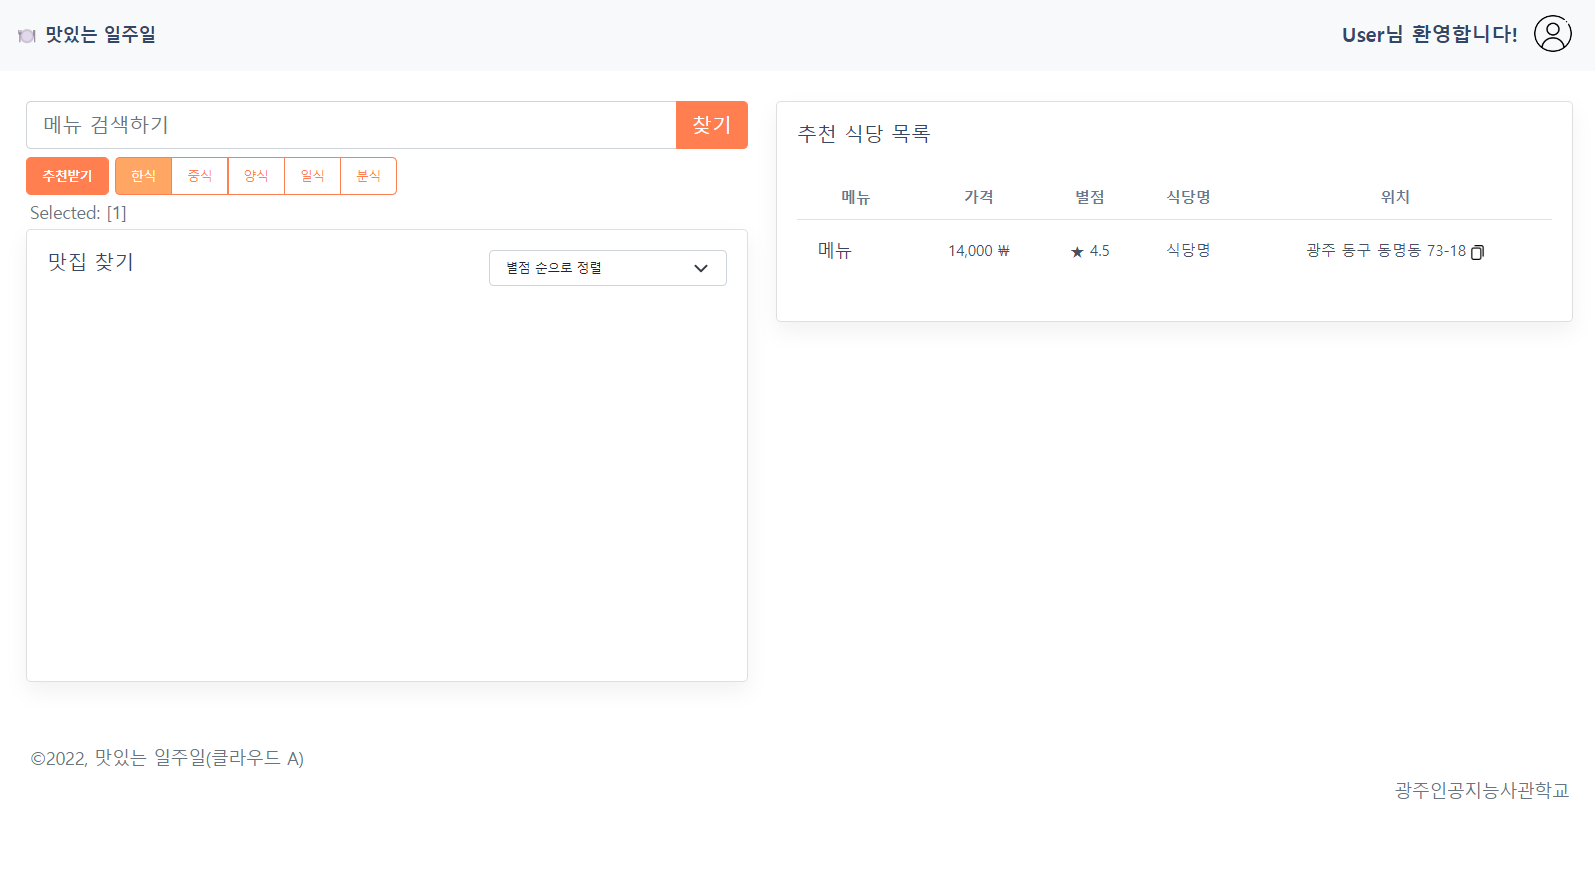 맛있는 일주일
User님 환영합니다!
메뉴 검색하기
찾기
추천받기 한식 중식 양식 일식 분식
Selected: [1]
맛집 찾기
별점 순으로 정렬
추천 식당 목록
메뉴 가격 별점 식당명 위치
메뉴 14,000 ₩ ★ 4.5 식당명 광주 동구 동명동 73-18
©2022, 맛있는 일주일(클라우드 A)
광주인공지능사관학교